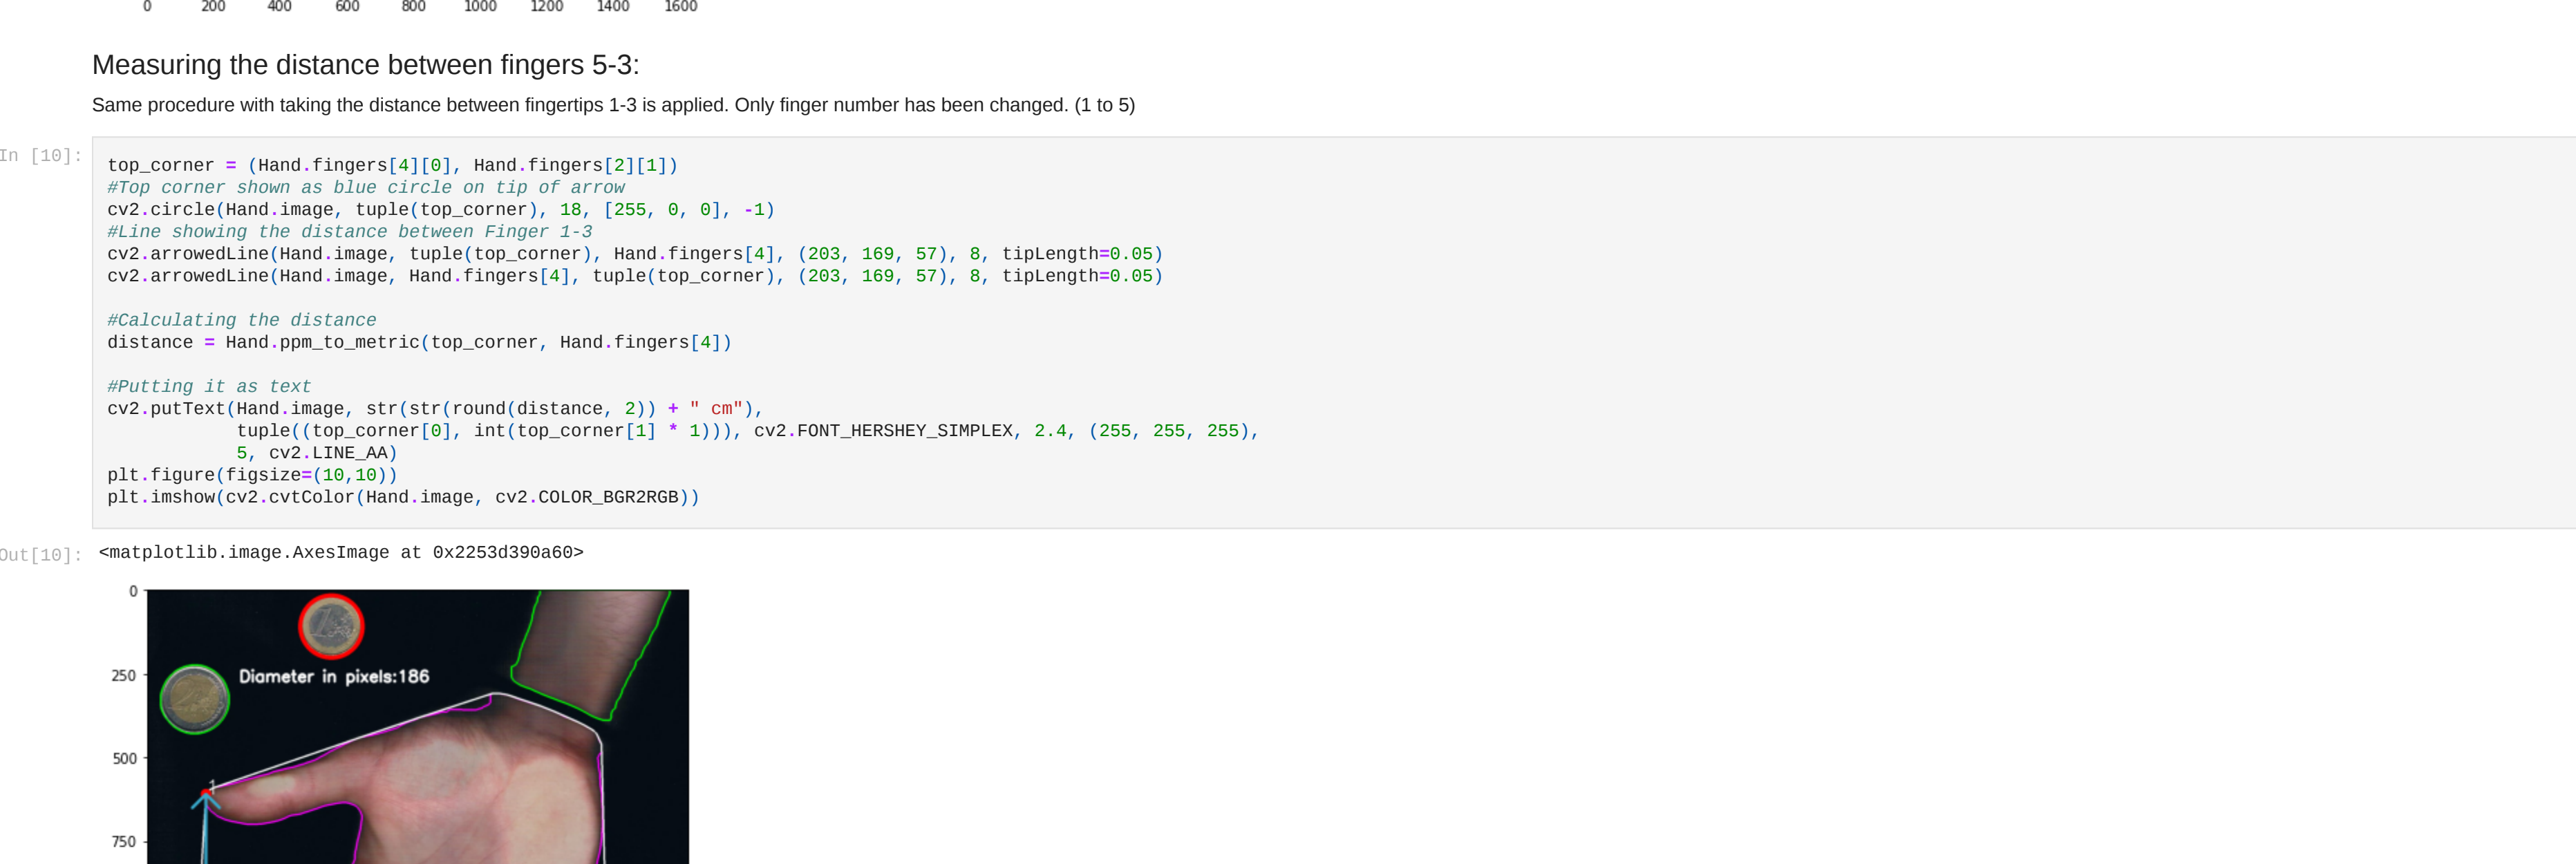 0 200 400 600 800 1000 1200 1400 1600
Measuring the distance between fingers 5-3:
Same procedure with taking the distance between fingertips 1-3 is applied. Only finger number has been changed. (1 to 5)
In [10]:
top_corner = (Hand.fingers[4][0], Hand.fingers[2][1])
#Top corner shown as blue circle on tip of arrow
cv2.circle(Hand.image, tuple(top_corner), 18, [255, 0, 0], -1)
#Line showing the distance between Finger 1-3
cv2.arrowedLine(Hand.image, tuple(top_corner), Hand.fingers[4], (203, 169, 57), 8, tipLength=0.05)
cv2.arrowedLine(Hand.image, Hand.fingers[4], tuple(top_corner), (203, 169, 57), 8, tipLength=0.05)
#Calculating the distance
distance = Hand.ppm_to_metric(top_corner, Hand.fingers[4])
#Putting it as text
cv2.putText(Hand.image, str(str(round(distance, 2)) + " cm"),
            tuple((top_corner[0], int(top_corner[1] * 1))), cv2.FONT_HERSHEY_SIMPLEX, 2.4, (255, 255, 255),
            5, cv2.LINE_AA)
plt.figure(figsize=(10,10))
plt.imshow(cv2.cvtColor(Hand.image, cv2.COLOR_BGR2RGB))
Out[10]: <matplotlib.image.AxesImage at 0x2253d390a60>
0
250
Diameter in pixels:186
500
1
750